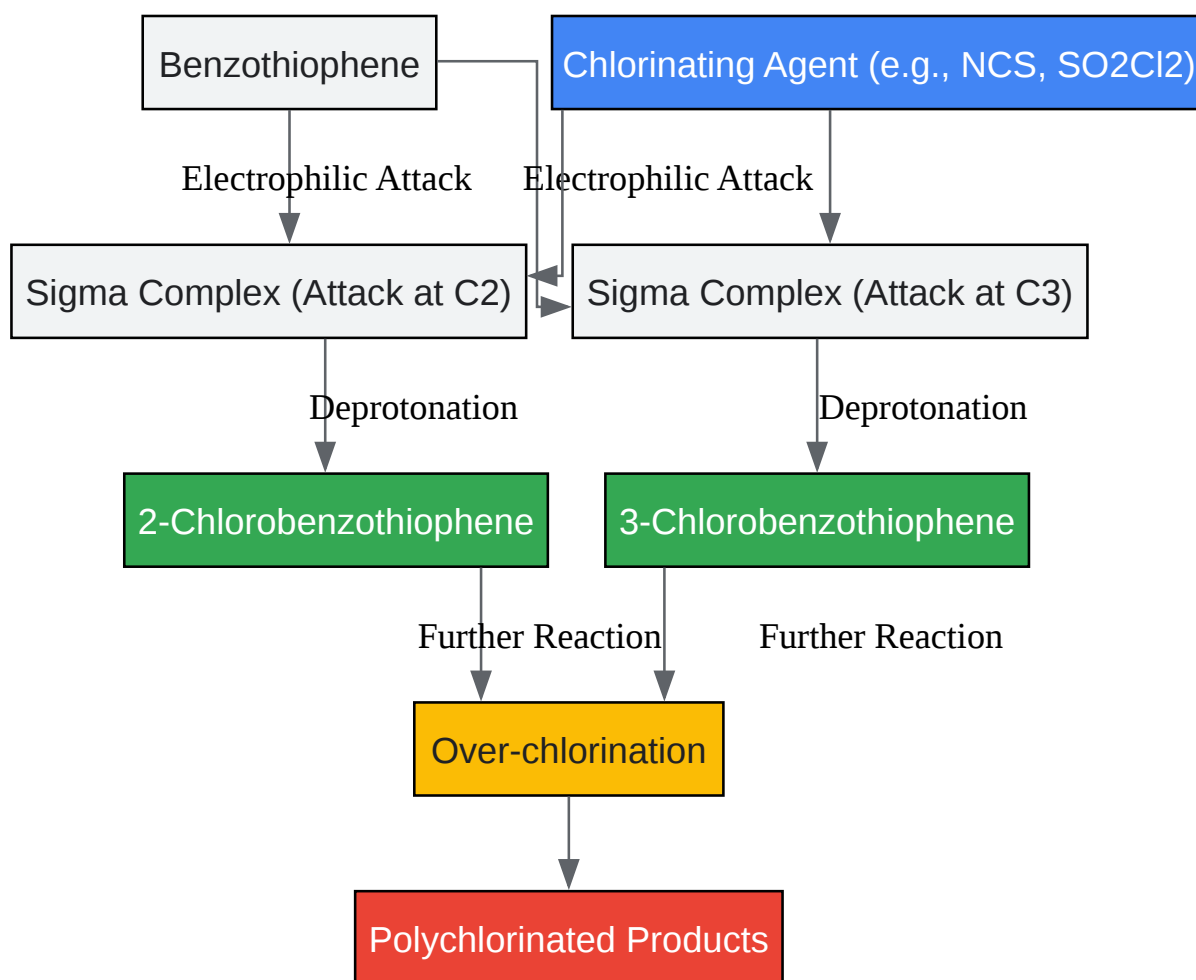 Benzothiophene
Chlorinating Agent (e.g., NCS, SO2Cl2)
Electrophilic Attack
Electrophilic Attack
Sigma Complex (Attack at C2)
Sigma Complex (Attack at C3)
Deprotonation
Deprotonation
2-Chlorobenzothiophene
3-Chlorobenzothiophene
Further Reaction
Further Reaction
Over-chlorination
Polychlorinated Products